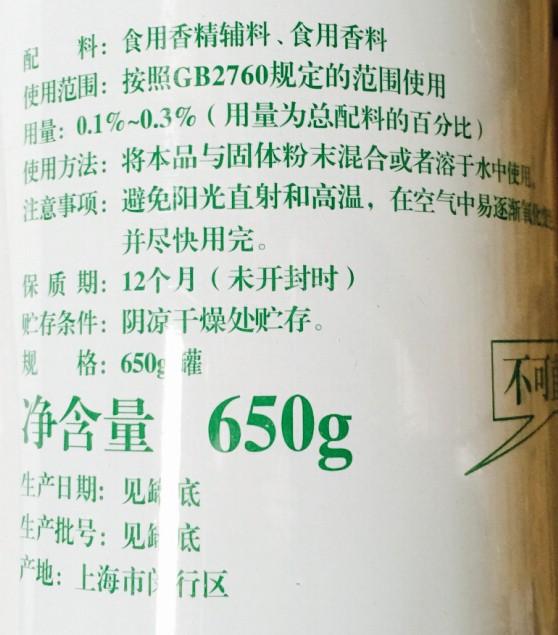 配 料：食用香精辅料、食用香料
使用范围：按照GB2760规定的范围使用
用量：0.1%~0.3%（用量为总配料的百分比）
使用方法：将本品与固体粉末混合或者溶于水中使用。
注意事项：避免阳光直射和高温，在空气中易逐渐氧化
并尽快用完。
保质期：12个月（未开封时）
贮存条件：阴凉干燥处贮存。
规 格：650g/罐
净含量 650g
生产日期：见罐底
生产批号：见罐底
产地：上海市闵行区
不可